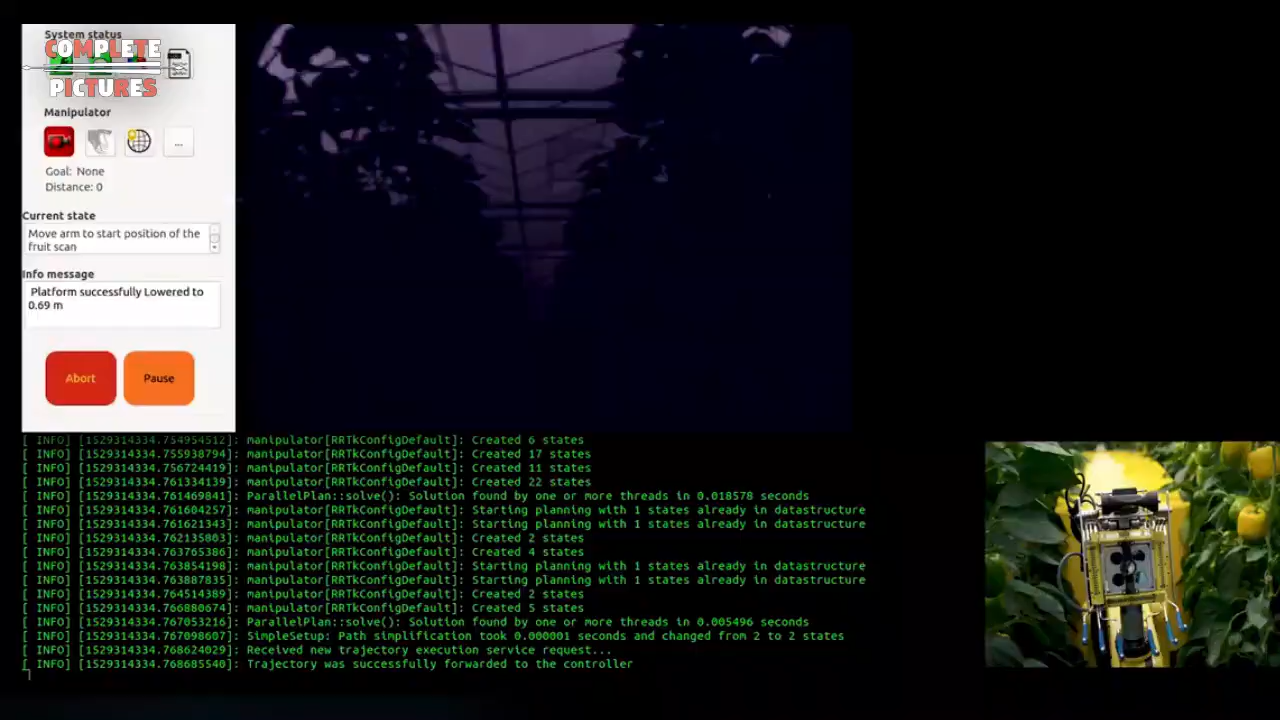 System status
COMPLETE
PICTURES
Manipulator
...
Goal: None
Distance: 0
Current state
Move arm to start position of the
fruit scan
Info message
Platform successfully Lowered to
0.69 m
Abort
Pause
[ INFO] [1529314334.754954512]: manipulator[RRTkConfigDefault]: Created 6 states
[ INFO] [1529314334.755938794]: manipulator[RRTkConfigDefault]: Created 17 states
[ INFO] [1529314334.756724419]: manipulator[RRTkConfigDefault]: Created 11 states
[ INFO] [1529314334.761334139]: manipulator[RRTkConfigDefault]: Created 22 states
[ INFO] [1529314334.761469841]: ParallelPlan::solve(): Solution found by one or more threads in 0.018578 seconds
[ INFO] [1529314334.761604257]: manipulator[RRTkConfigDefault]: Starting planning with 1 states already in datastructure
[ INFO] [1529314334.761621343]: manipulator[RRTkConfigDefault]: Starting planning with 1 states already in datastructure
[ INFO] [1529314334.762135803]: manipulator[RRTkConfigDefault]: Created 2 states
[ INFO] [1529314334.763765386]: manipulator[RRTkConfigDefault]: Created 4 states
[ INFO] [1529314334.763854198]: manipulator[RRTkConfigDefault]: Starting planning with 1 states already in datastructure
[ INFO] [1529314334.763887835]: manipulator[RRTkConfigDefault]: Starting planning with 1 states already in datastructure
[ INFO] [1529314334.764514389]: manipulator[RRTkConfigDefault]: Created 2 states
[ INFO] [1529314334.766880674]: manipulator[RRTkConfigDefault]: Created 5 states
[ INFO] [1529314334.767053216]: ParallelPlan::solve(): Solution found by one or more threads in 0.005496 seconds
[ INFO] [1529314334.767098607]: SimpleSetup: Path simplification took 0.000001 seconds and changed from 2 to 2 states
[ INFO] [1529314334.768624029]: Received new trajectory execution service request...
[ INFO] [1529314334.768685540]: Trajectory was successfully forwarded to the controller